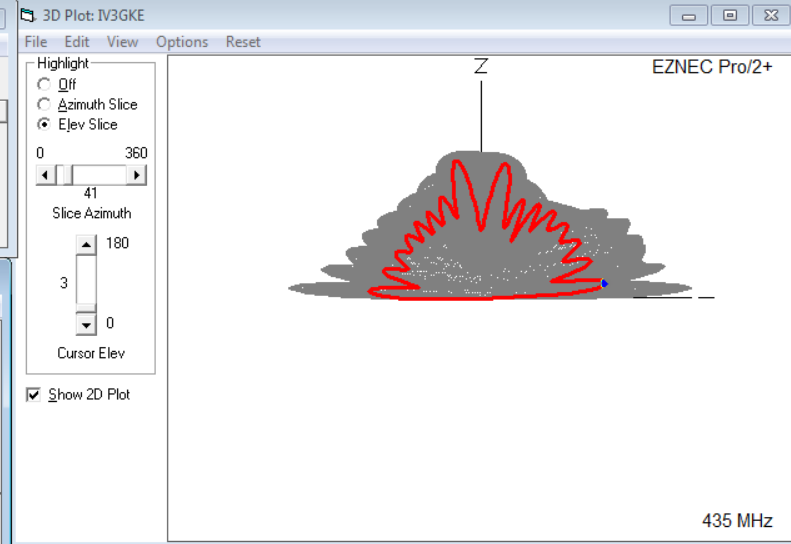 3D Plot: IV3GKE
File Edit View Options Reset
Highlight
Off
Azimuth Slice
Elev Slice
0 360
41
Slice Azimuth
180
3
0
Cursor Elev
Show 2D Plot
Z
EZNEC Pro/2+
435 MHz